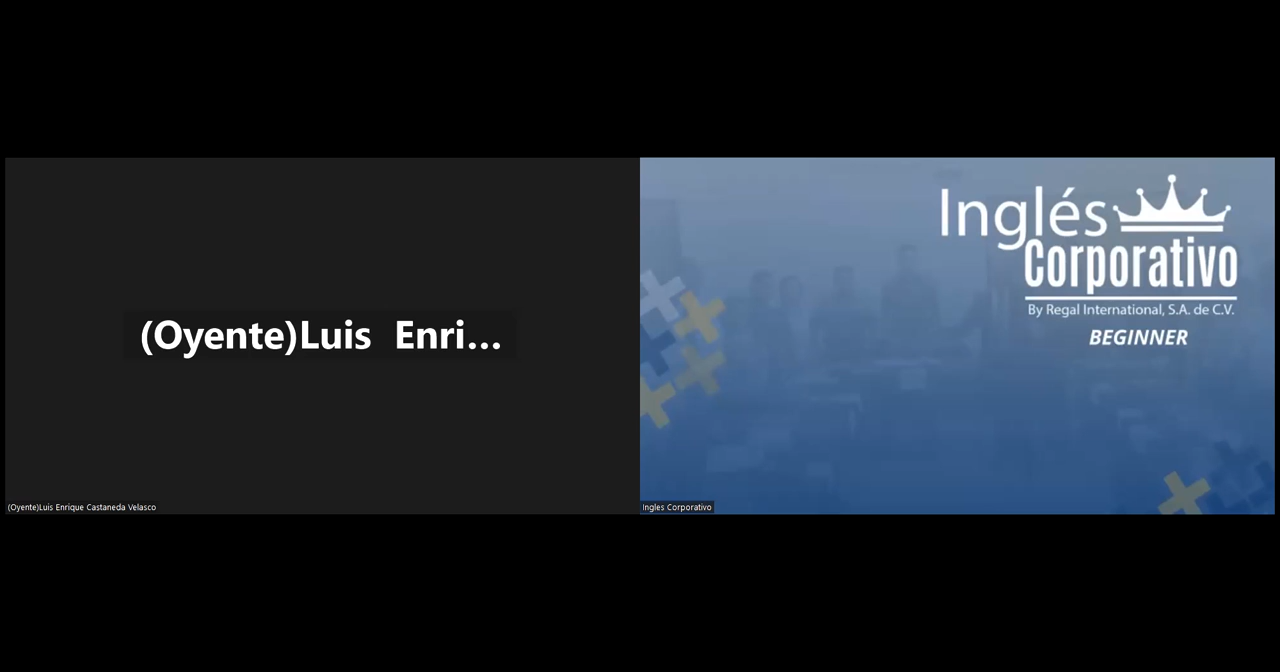 (Oyente)Luis Enri...
(Oyente)Luis Enrique Castaneda Velasco
Inglés
Corporativo
By Regal International, S.A. de C.V.
BEGINNER
Ingles Corporativo